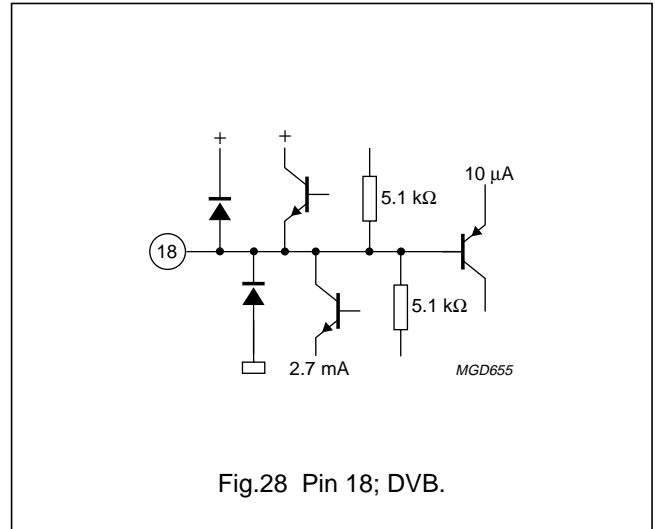 + +
10 μA
5.1 kΩ
18
5.1 kΩ
2.7 mA MGD655
Fig.28 Pin 18; DVB.